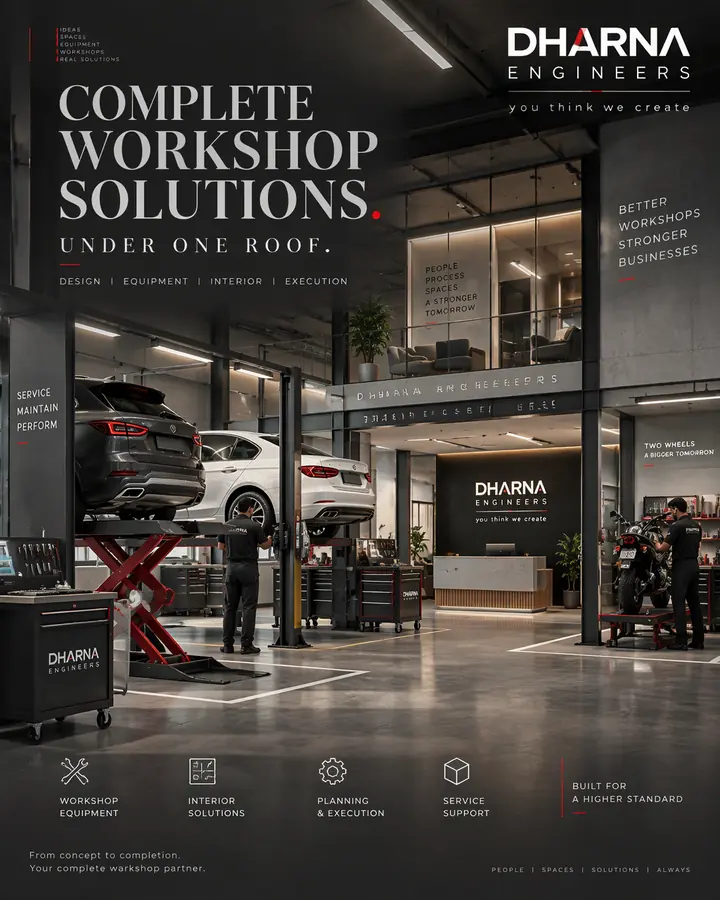 IDEAS
SPACES
EQUIPMENT
WORKSHOPS
REAL SOLUTIONS
DHARNA
ENGINEERS
you think we create
COMPLETE
WORKSHOP
SOLUTIONS.
UNDER ONE ROOF.
DESIGN | EQUIPMENT | INTERIOR | EXECUTION
BETTER
WORKSHOPS
STRONGER
BUSINESSES
PEOPLE
PROCESS
SPACES
A STRONGER
TOMORROW
SERVICE
MAINTAIN
PERFORM
TWO WHEELS
A BIGGER TOMORROW
DHARNA
ENGINEERS
you think we create
DHARNA
DHARNA
ENGINEERS
WORKSHOP
EQUIPMENT
INTERIOR
SOLUTIONS
PLANNING
& EXECUTION
SERVICE
SUPPORT
BUILT FOR
A HIGHER STANDARD
From concept to completion.
Your complete warkshop partner.
PEOPLE | SPACES | SOLUTIONS | ALWAYS